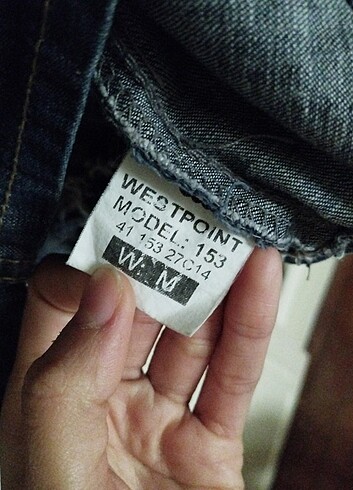 WESTPOINT
MODEL: 153
41 153 27C14
W: M